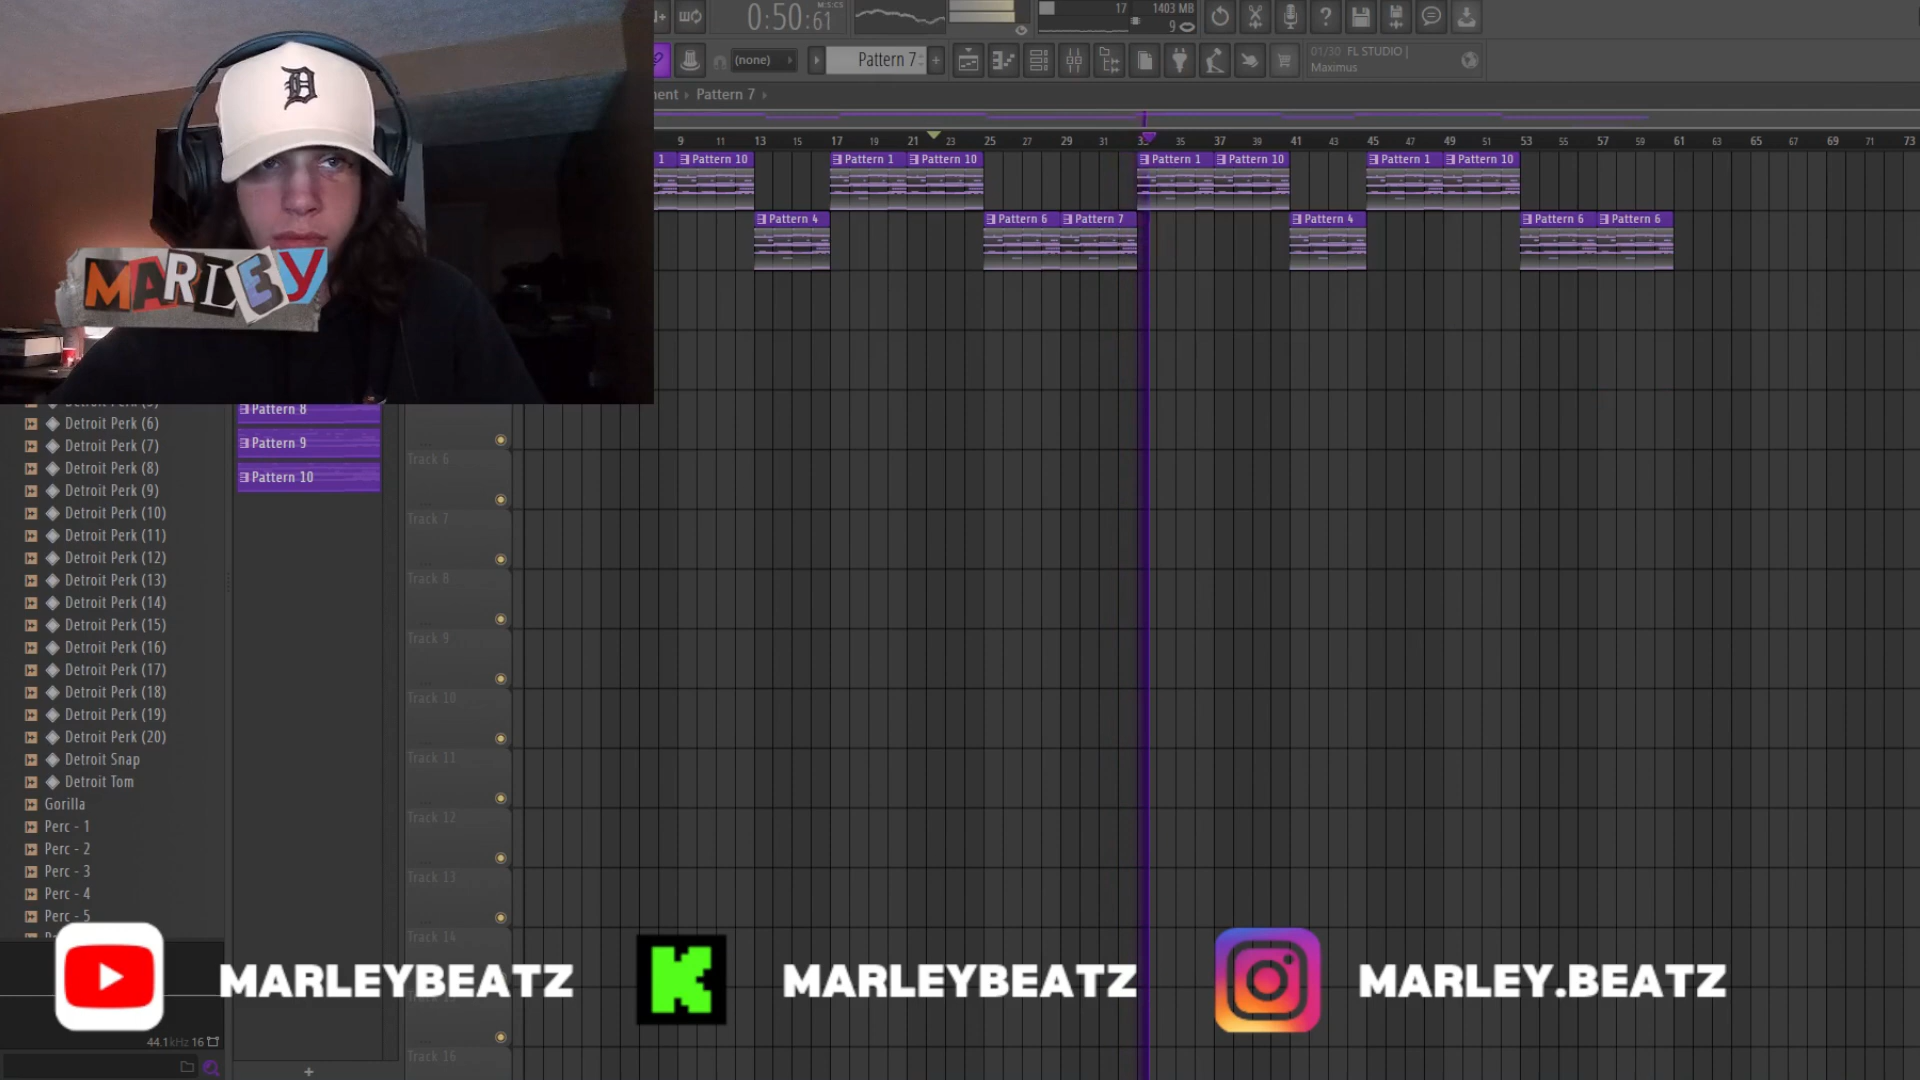 0:50:61
M:S:CS
17
1403 MB
9
(none)
Pattern 7
01/30 FL STUDIO |
Maximus
Pattern 7
9 11 13 15 17 19 21 23 25 27 29 31 35 37 39 41 43 45 47 49 51 53 55 57 59 61 63 65 67 69 71 73
1 Pattern 10 Pattern 1 Pattern 10 Pattern 1 Pattern 10 Pattern 1 Pattern 10
Pattern 4 Pattern 6 Pattern 7 Pattern 4 Pattern 6 Pattern 6
D
MARLEY
Pattern 8
Pattern 9
Pattern 10
Detroit Perk (6)
Detroit Perk (7)
Detroit Perk (8)
Detroit Perk (9)
Detroit Perk (10)
Detroit Perk (11)
Detroit Perk (12)
Detroit Perk (13)
Detroit Perk (14)
Detroit Perk (15)
Detroit Perk (16)
Detroit Perk (17)
Detroit Perk (18)
Detroit Perk (19)
Detroit Perk (20)
Detroit Snap
Detroit Tom
Gorilla
Perc - 1
Perc - 2
Perc - 3
Perc - 4
Perc - 5
Track 6
Track 7
Track 8
Track 9
Track 10
Track 11
Track 12
Track 13
Track 14
Track 16
MARLEYBEATZ
K
MARLEYBEATZ
MARLEY.BEATZ
44.1kHz 16